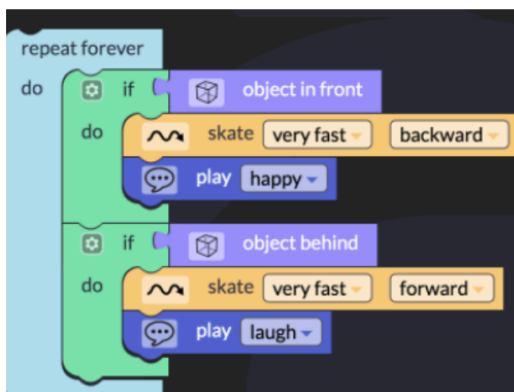 repeat forever
do if object in front
do skate very fast backward
play happy
if object behind
do skate very fast forward
play laugh